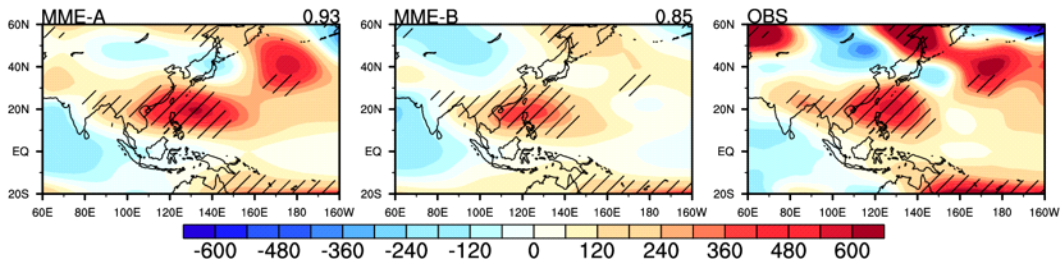 MME-A 0.93 MME-B 0.85 OBS
60N 60N 60N
40N 40N 40N
20N 20N 20N
EQ EQ EQ
20S 20S 20S
60E 80E 100E 120E 140E 160E 180 160W 60E 80E 100E 120E 140E 160E 180 160W 60E 80E 100E 120E 140E 160E 180 160W
-600 -480 -360 -240 -120 0 120 240 360 480 600